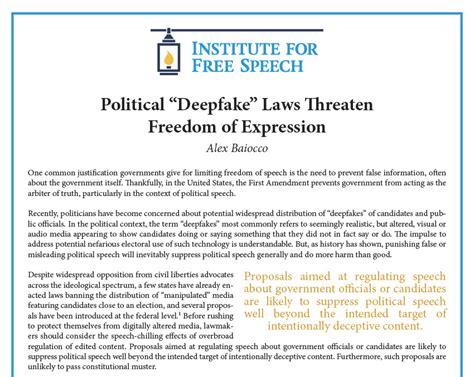 INSTITUTE FOR
FREE SPEECH
Political “Deepfake” Laws Threaten
Freedom of Expression
Alex Baiocco
One common justification governments give for limiting freedom of speech is the need to prevent false information, often
about the government itself. Thankfully, in the United States, the First Amendment prevents government from acting as the
arbiter of truth, particularly in the context of political speech.
Recently, politicians have become concerned about potential widespread distribution of “deepfakes” of candidates and pub-
lic officials. In the political context, the term “deepfakes” most commonly refers to seemingly realistic, but altered, visual or
audio media appearing to show candidates doing or saying something that they did not in fact say or do. The impulse to
address potential nefarious electoral use of such technology is understandable. But, as history has shown, punishing false or
misleading political speech will inevitably suppress political speech generally and do more harm than good.
Despite widespread opposition from civil liberties advocates
across the ideological spectrum, a few states have already en-
acted laws banning the distribution of “manipulated” media
featuring candidates close to an election, and several propos-
als have been introduced at the federal level.¹ Before rushing
to protect themselves from digitally altered media, lawmak-
ers should consider the speech-chilling effects of overbroad
regulation of edited content. Proposals aimed at regulating speech about government officials or candidates are likely to
suppress political speech well beyond the intended target of intentionally deceptive content. Furthermore, such proposals are
unlikely to pass constitutional muster.
Proposals aimed at regulating speech
about government officials or candidates
are likely to suppress political speech
well beyond the intended target of
intentionally deceptive content.